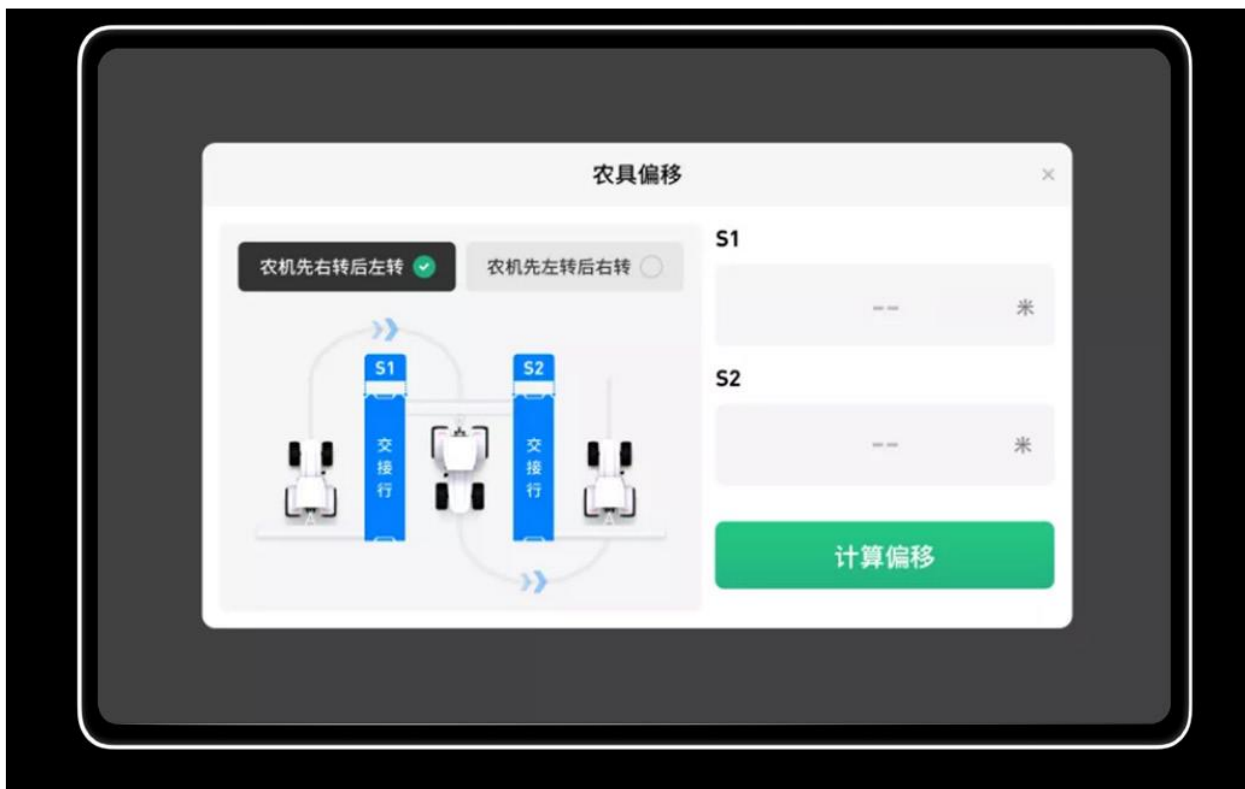 农具偏移
×
农机先右转后左转
农机先左转后右转
S1
S2
交
接
行
交
接
行
S1
-- 米
S2
-- 米
计算偏移